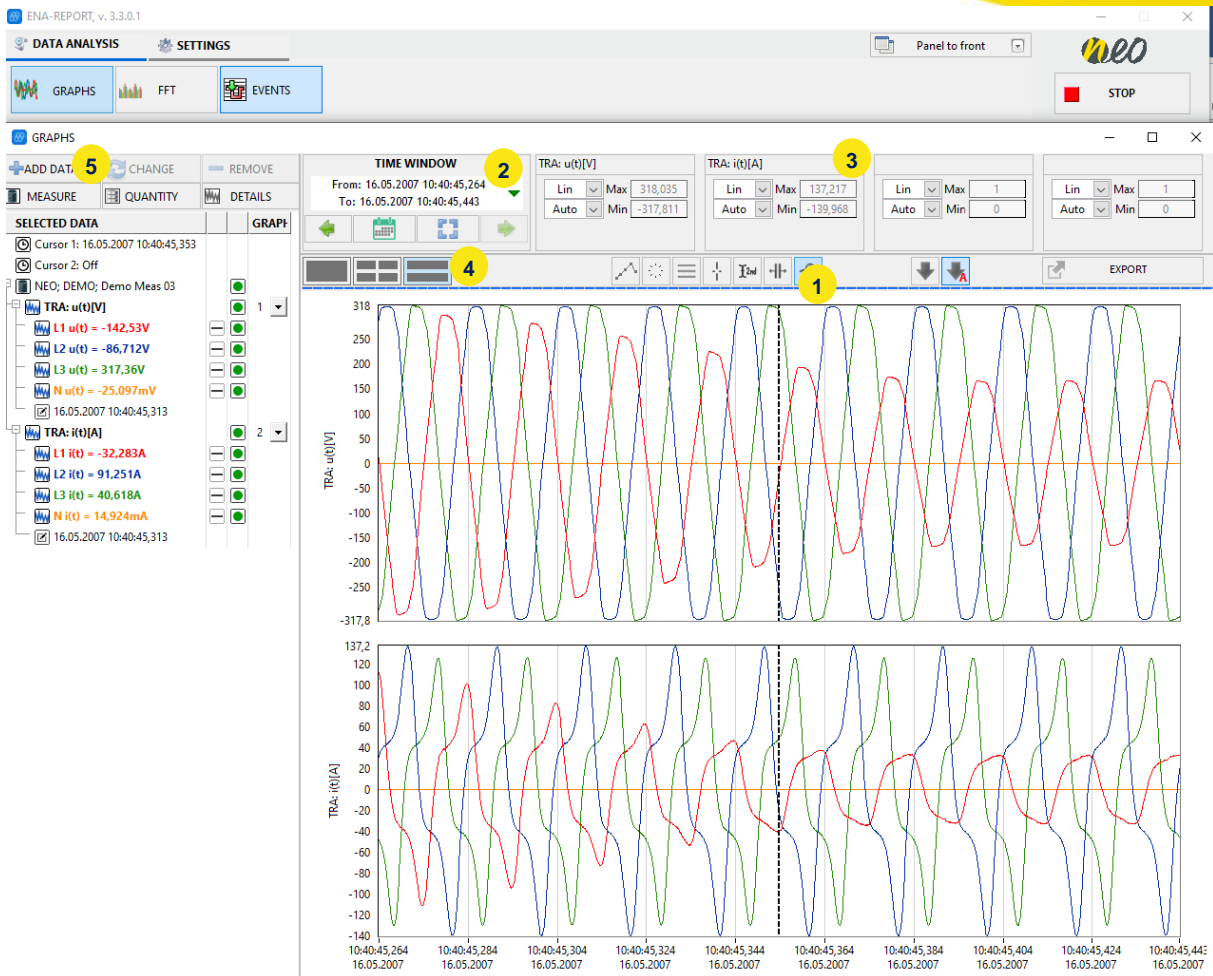 ENA-REPORT, v. 3.3.0.1
DATA ANALYSIS SETTINGS
Panel to front
neo
GRAPHS FFT EVENTS
STOP
GRAPHS
ADD DATA 5 CHANGE REMOVE
MEASURE QUANTITY DETAILS
SELECTED DATA GRAPH
Cursor 1: 16.05.2007 10:40:45,353
Cursor 2: Off
NEO; DEMO; Demo Meas 03
TRA: u(t)[V] 1
L1 u(t) = -142,53V
L2 u(t) = -86,712V
L3 u(t) = 317,36V
N u(t) = -25,097mV
16.05.2007 10:40:45,313
TRA: i(t)[A] 2
L1 i(t) = -32,283A
L2 i(t) = 91,251A
L3 i(t) = 40,618A
N i(t) = 14,924mA
16.05.2007 10:40:45,313
TIME WINDOW 2
From: 16.05.2007 10:40:45,264
To: 16.05.2007 10:40:45,443
TRA: u(t)[V]
Lin Max 318,035
Auto Min -317,811
TRA: i(t)[A] 3
Lin Max 137,217
Auto Min -139,968
Lin Max 1
Auto Min 0
Lin Max 1
Auto Min 0
4
2nd
1
A
EXPORT
318
250
200
150
100
50
0
-50
-100
-150
-200
-250
-317,8
TRA: u(t)[V]
137,2
120
100
80
60
40
20
0
-20
-40
-60
-80
-100
-120
-140
TRA: i(t)[A]
10:40:45,264 10:40:45,284 10:40:45,304 10:40:45,324 10:40:45,344 10:40:45,364 10:40:45,384 10:40:45,404 10:40:45,424 10:40:45,443
16.05.2007 16.05.2007 16.05.2007 16.05.2007 16.05.2007 16.05.2007 16.05.2007 16.05.2007 16.05.2007 16.05.2007